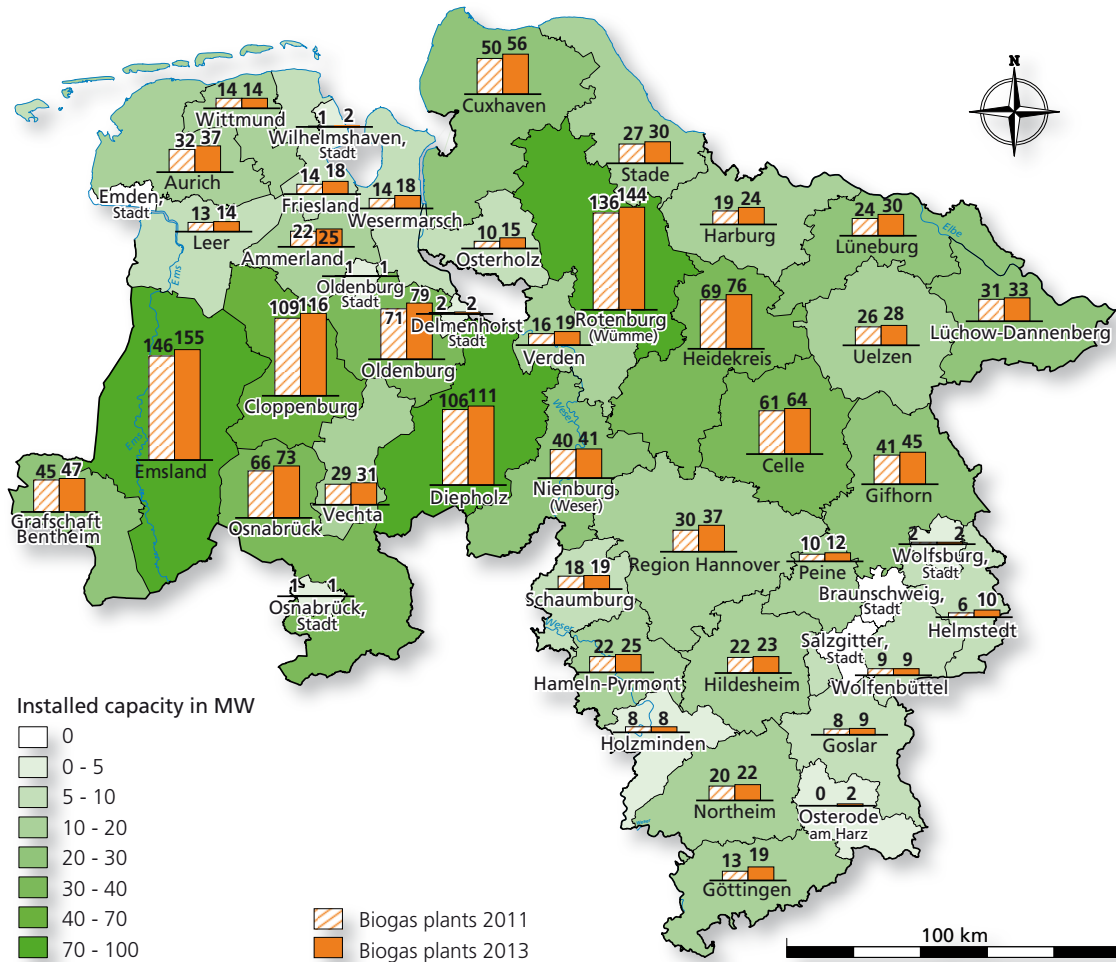 N
50 56
Cuxhaven
14 14
Wittmund
1 2
Wilhelmshaven,
Stadt
32 37
Aurich
27 30
Stade
Emden,
Stadt
14 18
Friesland
14 18
Wesermarsch
136 144
Rotenburg
(Wümme)
19 24
Harburg
24 30
Lüneburg
Elbe
13 14
Leer
Ems
22 25
Ammerland
10 15
Osterholz
1 1
Oldenburg
Stadt
31 33
Lüchow-Dannenberg
109 116
Cloppenburg
71 79
Oldenburg
2 2
Delmenhorst
Stadt
16 19
Verden
69 76
Heidekreis
26 28
Uelzen
146 155
Emsland
Ems
106 111
Diepholz
Weser
61 64
Celle
40 41
Nienburg
(Weser)
41 45
Gifhorn
45 47
Grafschaft
Bentheim
66 73
Osnabrück
29 31
Vechta
30 37
Region Hannover
10 12
Peine
2 2
Wolfsburg,
Stadt
1 1
Osnabrück,
Stadt
18 19
Schaumburg
Braunschweig,
Stadt
6 10
Helmstedt
Weser
22 25
Hameln-Pyrmont
22 23
Hildesheim
Salzgitter,
Stadt
9 9
Wolfenbüttel
8 8
Holzminden
8 9
Goslar
20 22
Northeim
0 2
Osterode
am Harz
13 19
Göttingen
Installed capacity in MW
0
0 - 5
5 - 10
10 - 20
20 - 30
30 - 40
40 - 70
70 - 100
Biogas plants 2011
Biogas plants 2013
100 km